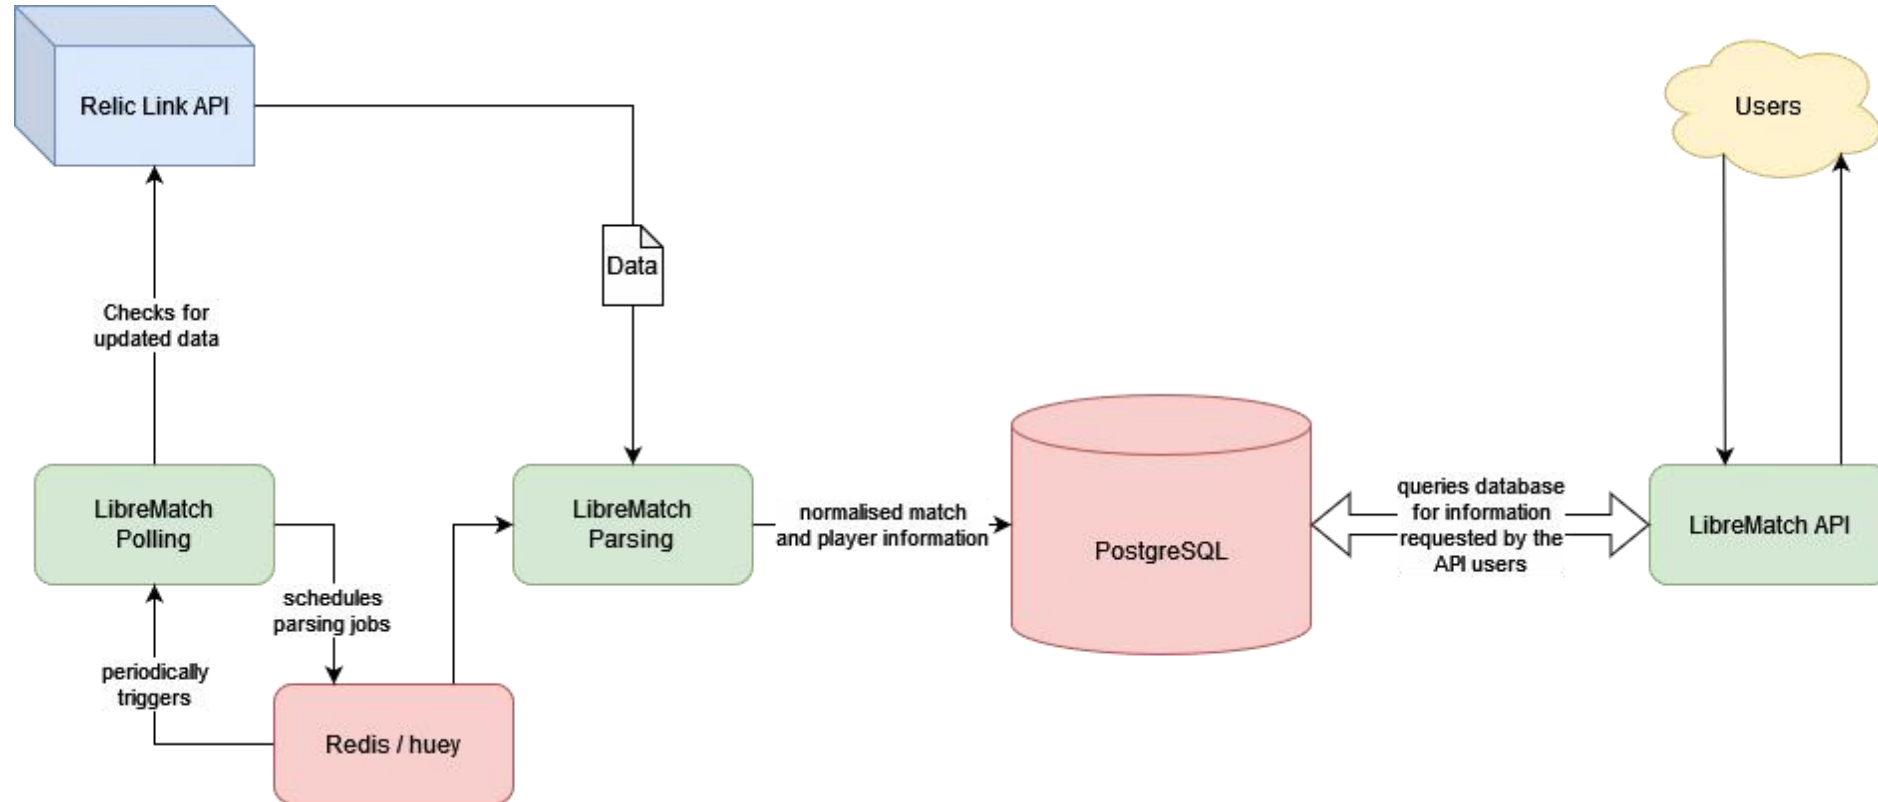 Relic Link API
Users
Data
Checks for
updated data
LibreMatch
Polling
LibreMatch
Parsing
normalised match
and player information
PostgreSQL
queries database
for information
requested by the
API users
LibreMatch API
schedules
parsing jobs
periodically
triggers
Redis / huey